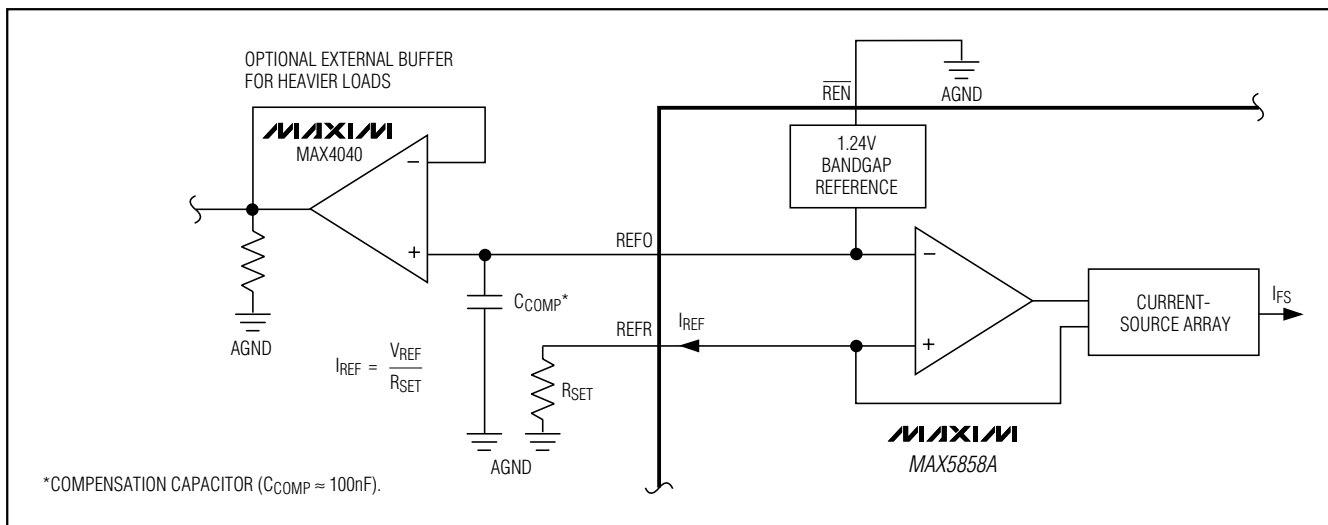 OPTIONAL EXTERNAL BUFFER
FOR HEAVIER LOADS
MAXIM
MAX4040
−
+
AGND
REN
AGND
1.24V
BANDGAP
REFERENCE
REFO
CCOMP*
REFR
IREF
IREF = VREF
RSET
RSET
AGND
−
+
CURRENT-
SOURCE ARRAY
IFS
MAXIM
MAX5858A
*COMPENSATION CAPACITOR (CCOMP ≈ 100nF).